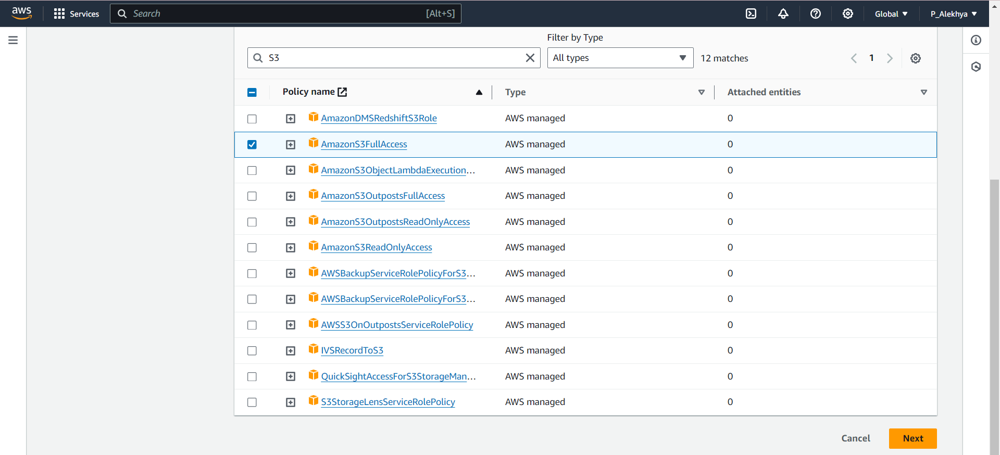 aws Services Search [Alt+S] Global P_Alekhya
Filter by Type
S3 All types 12 matches 1
Policy name Type Attached entities
AmazonDMSRedshiftS3Role AWS managed 0
AmazonS3FullAccess AWS managed 0
AmazonS3ObjectLambdaExecution... AWS managed 0
AmazonS3OutpostsFullAccess AWS managed 0
AmazonS3OutpostsReadOnlyAccess AWS managed 0
AmazonS3ReadOnlyAccess AWS managed 0
AWSBackupServiceRolePolicyForS3... AWS managed 0
AWSBackupServiceRolePolicyForS3... AWS managed 0
AWSS3OnOutpostsServiceRolePolicy AWS managed 0
IVSRecordToS3 AWS managed 0
QuickSightAccessForS3StorageMan... AWS managed 0
S3StorageLensServiceRolePolicy AWS managed 0
Cancel Next